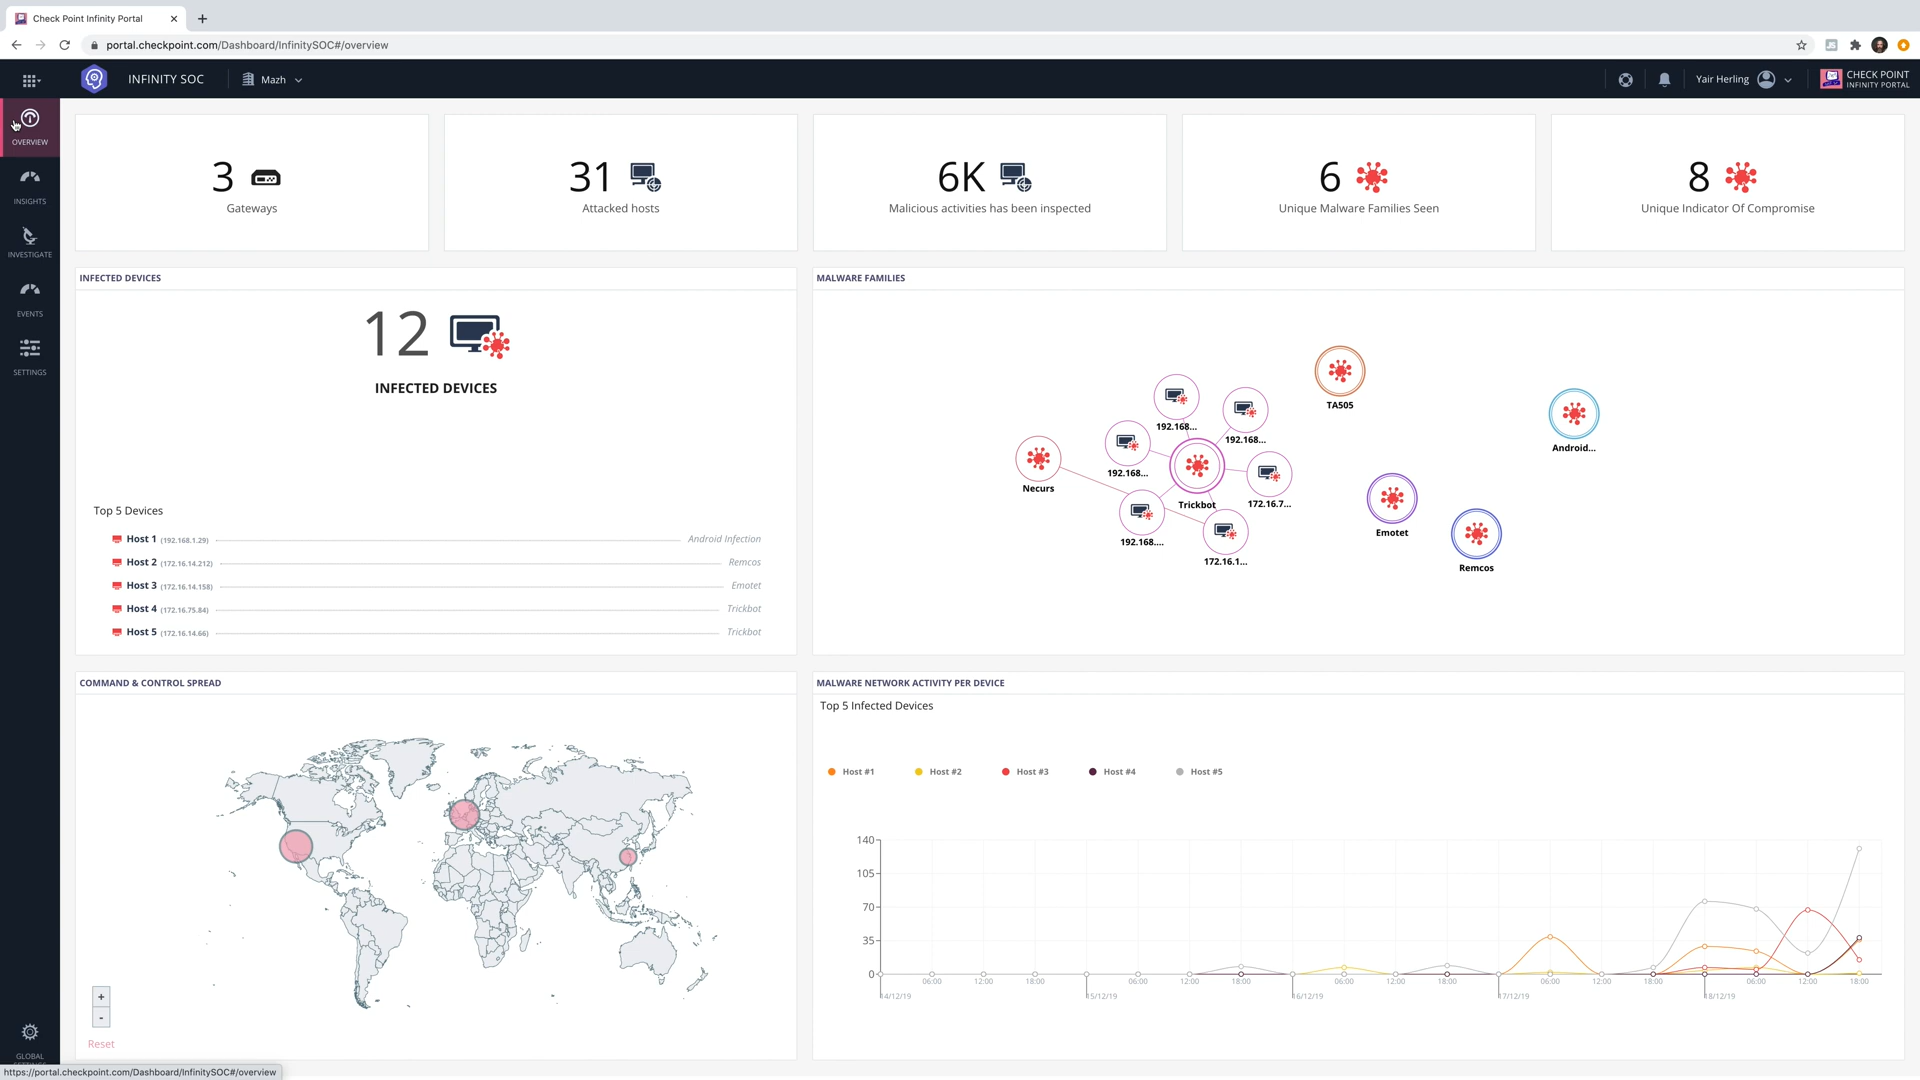 Check Point Infinity Portal
portal.checkpoint.com/Dashboard/InfinitySOC#/overview
INFINITY SOC
Mazh
Yair Herling
CHECK POINT
INFINITY PORTAL
OVERVIEW
INSIGHTS
INVESTIGATE
EVENTS
SETTINGS
GLOBAL
3
Gateways
31
Attacked hosts
6K
Malicious activities has been inspected
6
Unique Malware Families Seen
8
Unique Indicator Of Compromise
INFECTED DEVICES
12
INFECTED DEVICES
Top 5 Devices
Host 1 (192.168.1.29) Android Infection
Host 2 (172.16.14.212) Remcos
Host 3 (172.16.14.158) Emotet
Host 4 (172.16.75.84) Trickbot
Host 5 (172.16.14.66) Trickbot
MALWARE FAMILIES
TA505
Android...
192.168...
192.168...
192.168...
Necurs
Trickbot
172.16.7...
192.168....
172.16.1...
Emotet
Remcos
COMMAND & CONTROL SPREAD
+
-
Reset
MALWARE NETWORK ACTIVITY PER DEVICE
Top 5 Infected Devices
Host #1 Host #2 Host #3 Host #4 Host #5
140
105
70
35
0
06:00 12:00 18:00 06:00 12:00 18:00 06:00 12:00 18:00 06:00 12:00 18:00 06:00 12:00 18:00
14/12/19 15/12/19 16/12/19 17/12/19 18/12/19
https://portal.checkpoint.com/Dashboard/InfinitySOC#/overview